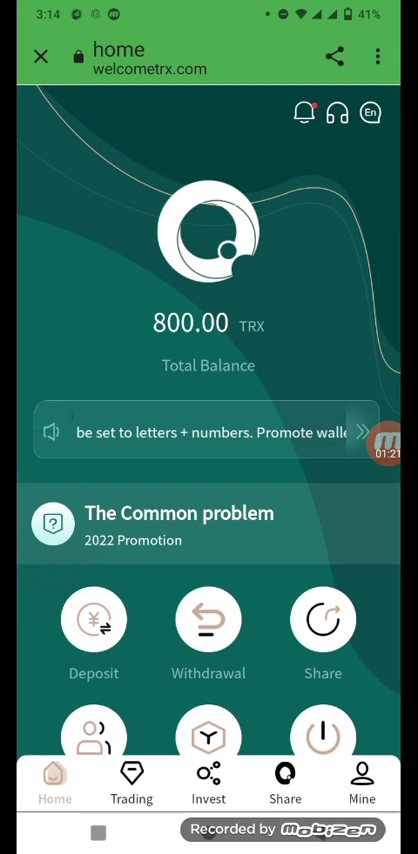 3:14
41%
home
welcometrx.com
En
800.00 TRX
Total Balance
be set to letters + numbers. Promote walle
01:21
The Common problem
2022 Promotion
Deposit Withdrawal Share
Home Trading Invest Share Mine
Recorded by mobizen